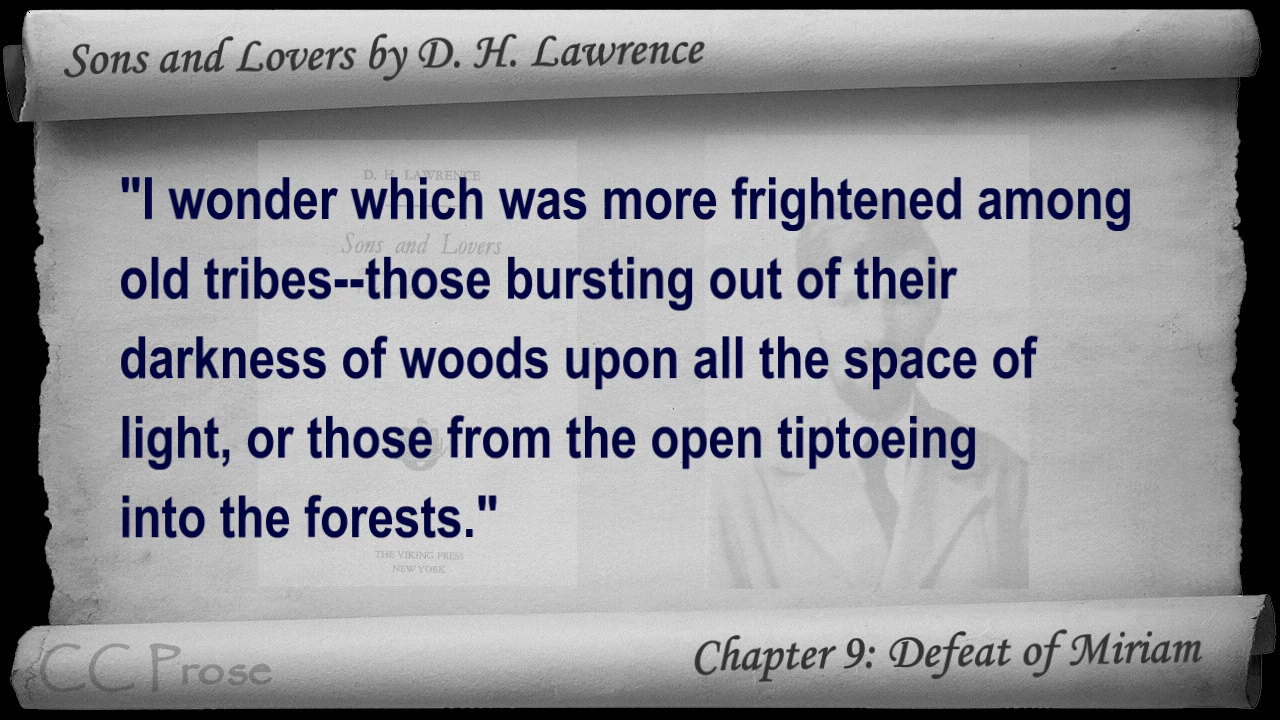 Sons and Lovers by D. H. Lawrence
D. H. LAWRENCE
Sons and Lovers
"I wonder which was more frightened among
old tribes--those bursting out of their
darkness of woods upon all the space of
light, or those from the open tiptoeing
into the forests."
THE VIKING PRESS
NEW YORK
CC Prose
Chapter 9: Defeat of Miriam